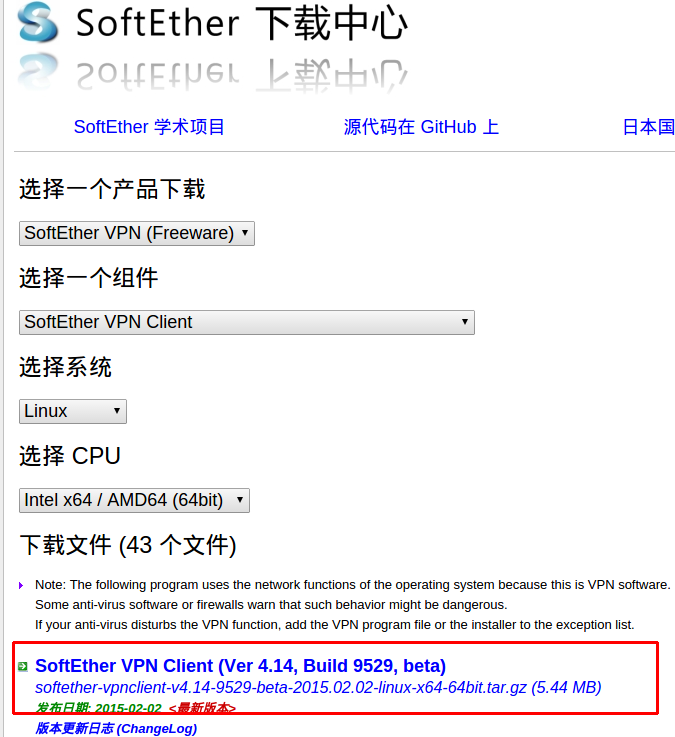 SoftEther 下载中心
SoftEther 学术项目 源代码在 GitHub 上 日本国
选择一个产品下载
SoftEther VPN (Freeware)
选择一个组件
SoftEther VPN Client
选择系统
Linux
选择 CPU
Intel x64 / AMD64 (64bit)
下载文件 (43 个文件)
Note: The following program uses the network functions of the operating system because this is VPN software.
Some anti-virus software or firewalls warn that such behavior might be dangerous.
If your anti-virus disturbs the VPN function, add the VPN program file or the installer to the exception list.
SoftEther VPN Client (Ver 4.14, Build 9529, beta)
softether-vpnclient-v4.14-9529-beta-2015.02.02-linux-x64-64bit.tar.gz (5.44 MB)
发布日期: 2015-02-02 <最新版本>
版本更新日志 (ChangeLog)